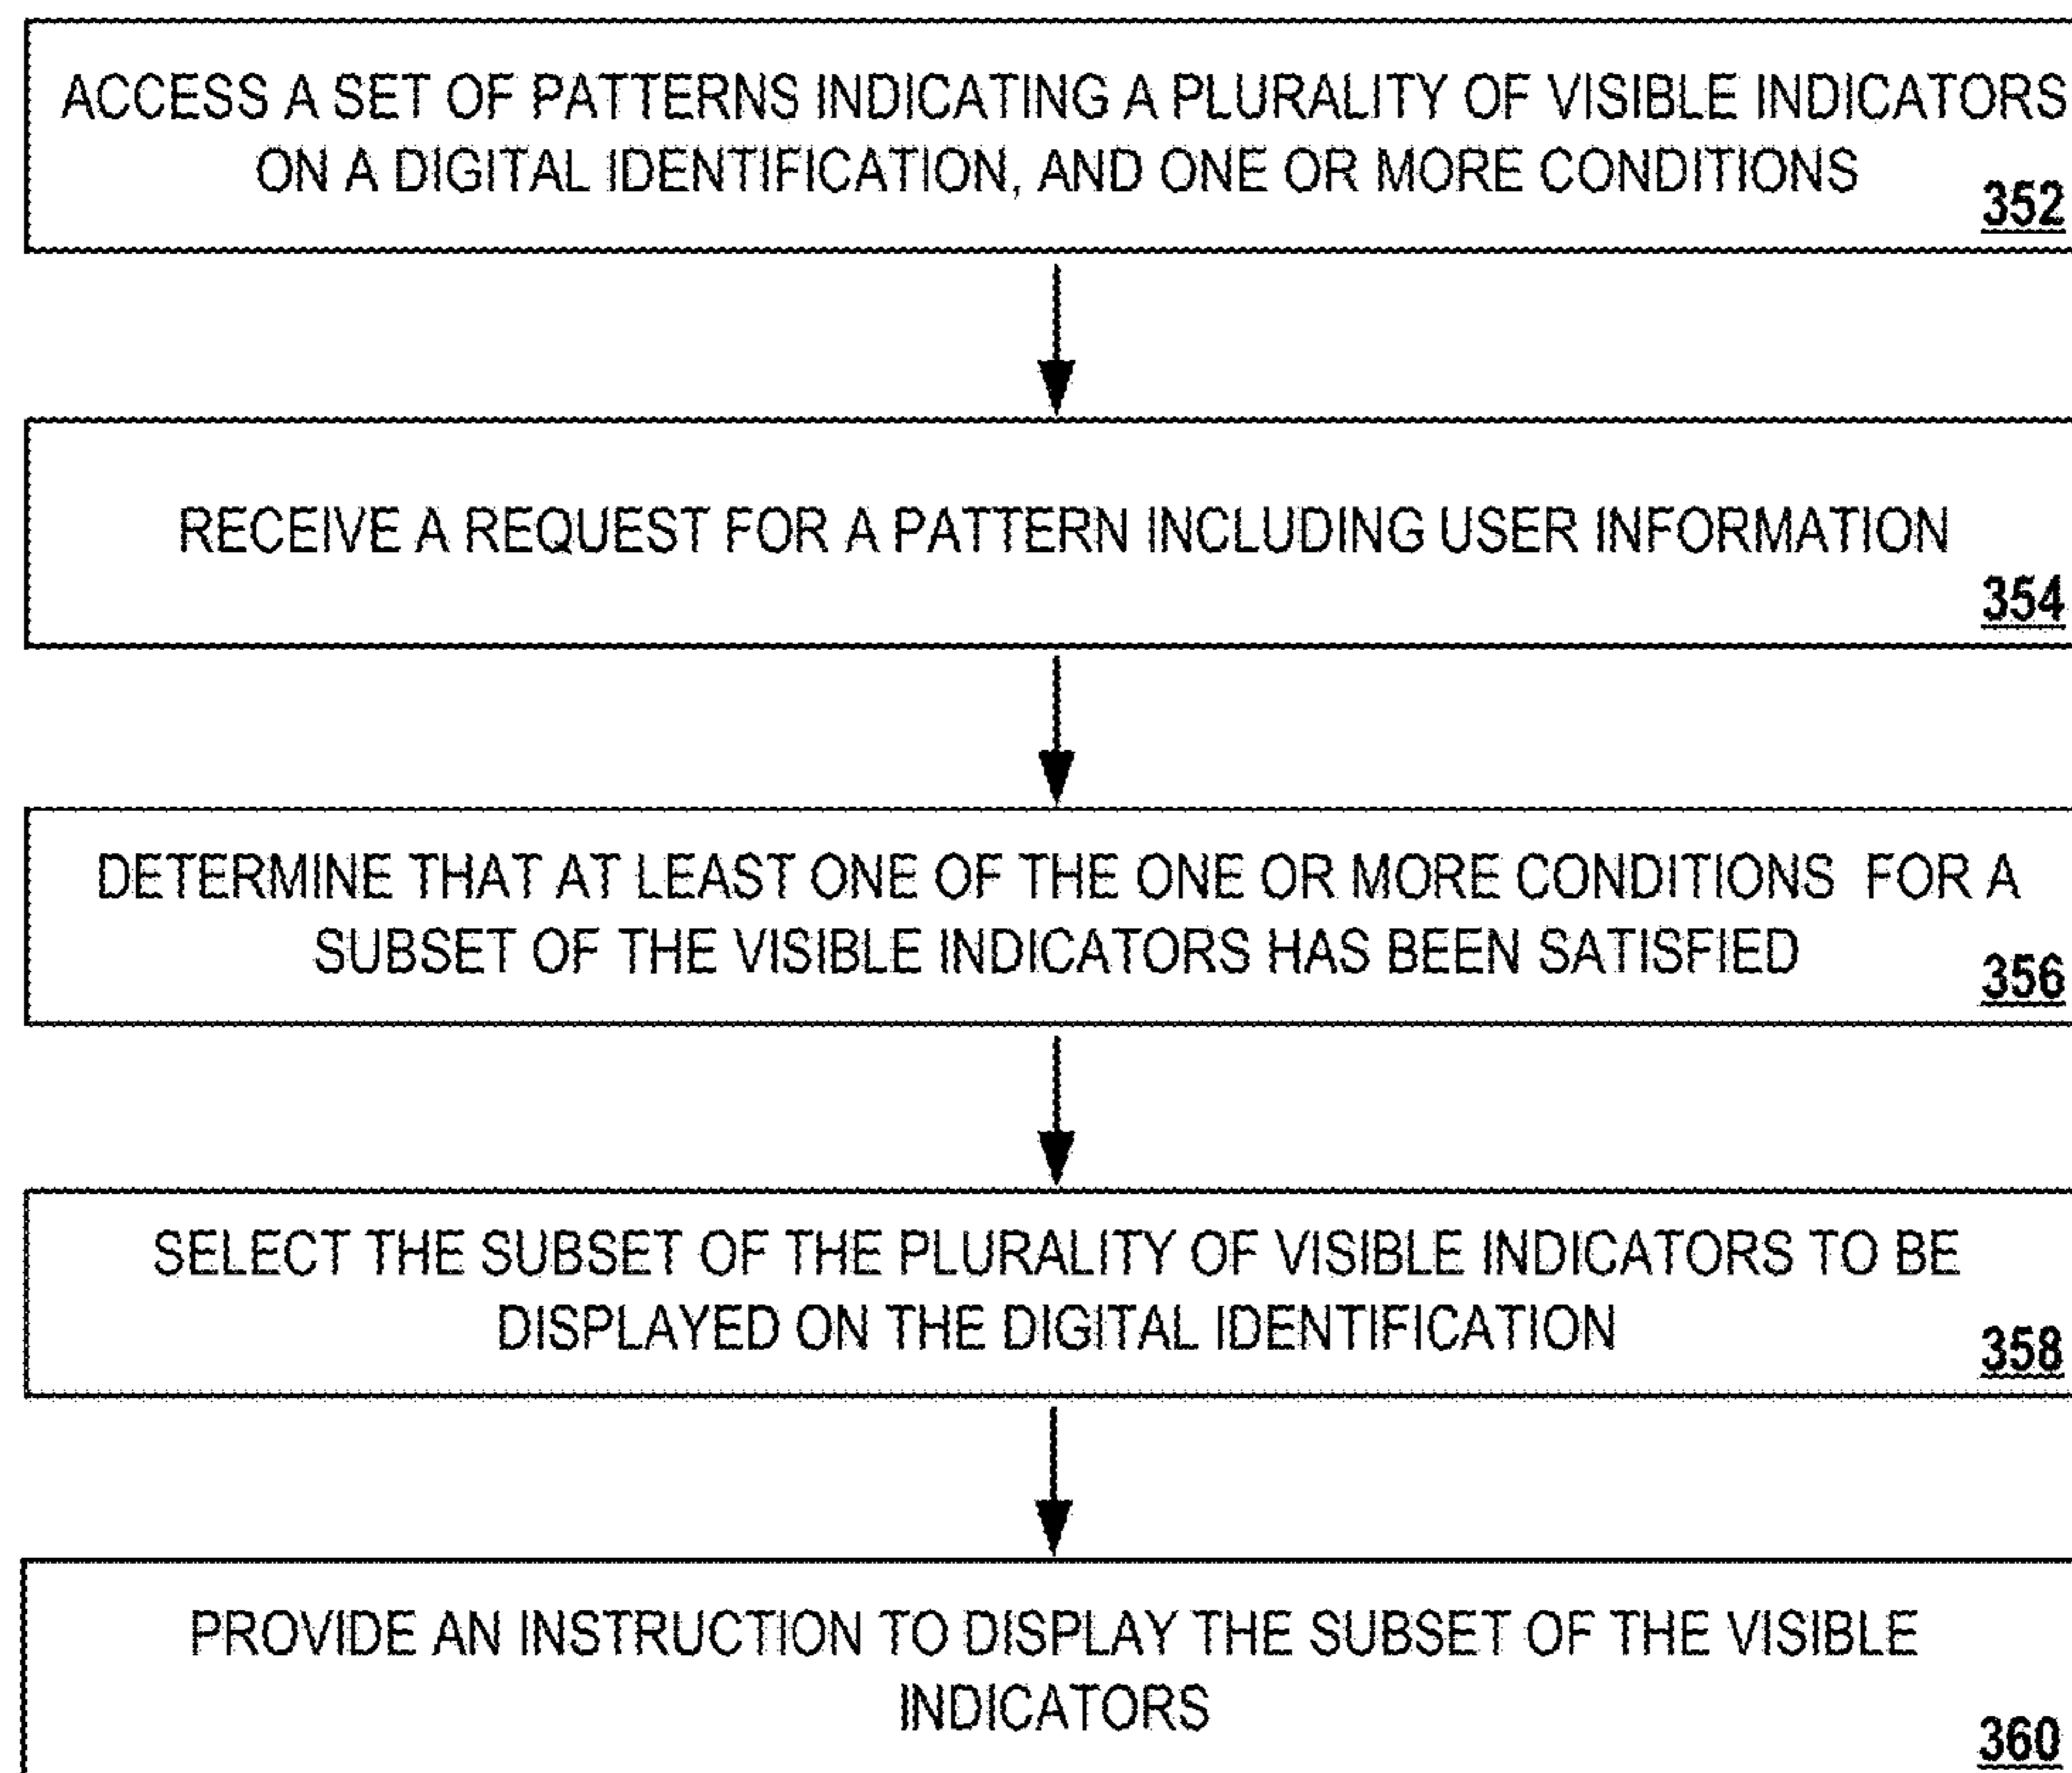 ACCESS A SET OF PATTERNS INDICATING A PLURALITY OF VISIBLE INDICATORS
ON A DIGITAL IDENTIFICATION, AND ONE OR MORE CONDITIONS
352
RECEIVE A REQUEST FOR A PATTERN INCLUDING USER INFORMATION
354
DETERMINE THAT AT LEAST ONE OF THE ONE OR MORE CONDITIONS FOR A
SUBSET OF THE VISIBLE INDICATORS HAS BEEN SATISFIED
356
SELECT THE SUBSET OF THE PLURALITY OF VISIBLE INDICATORS TO BE
DISPLAYED ON THE DIGITAL IDENTIFICATION
358
PROVIDE AN INSTRUCTION TO DISPLAY THE SUBSET OF THE VISIBLE
INDICATORS
360